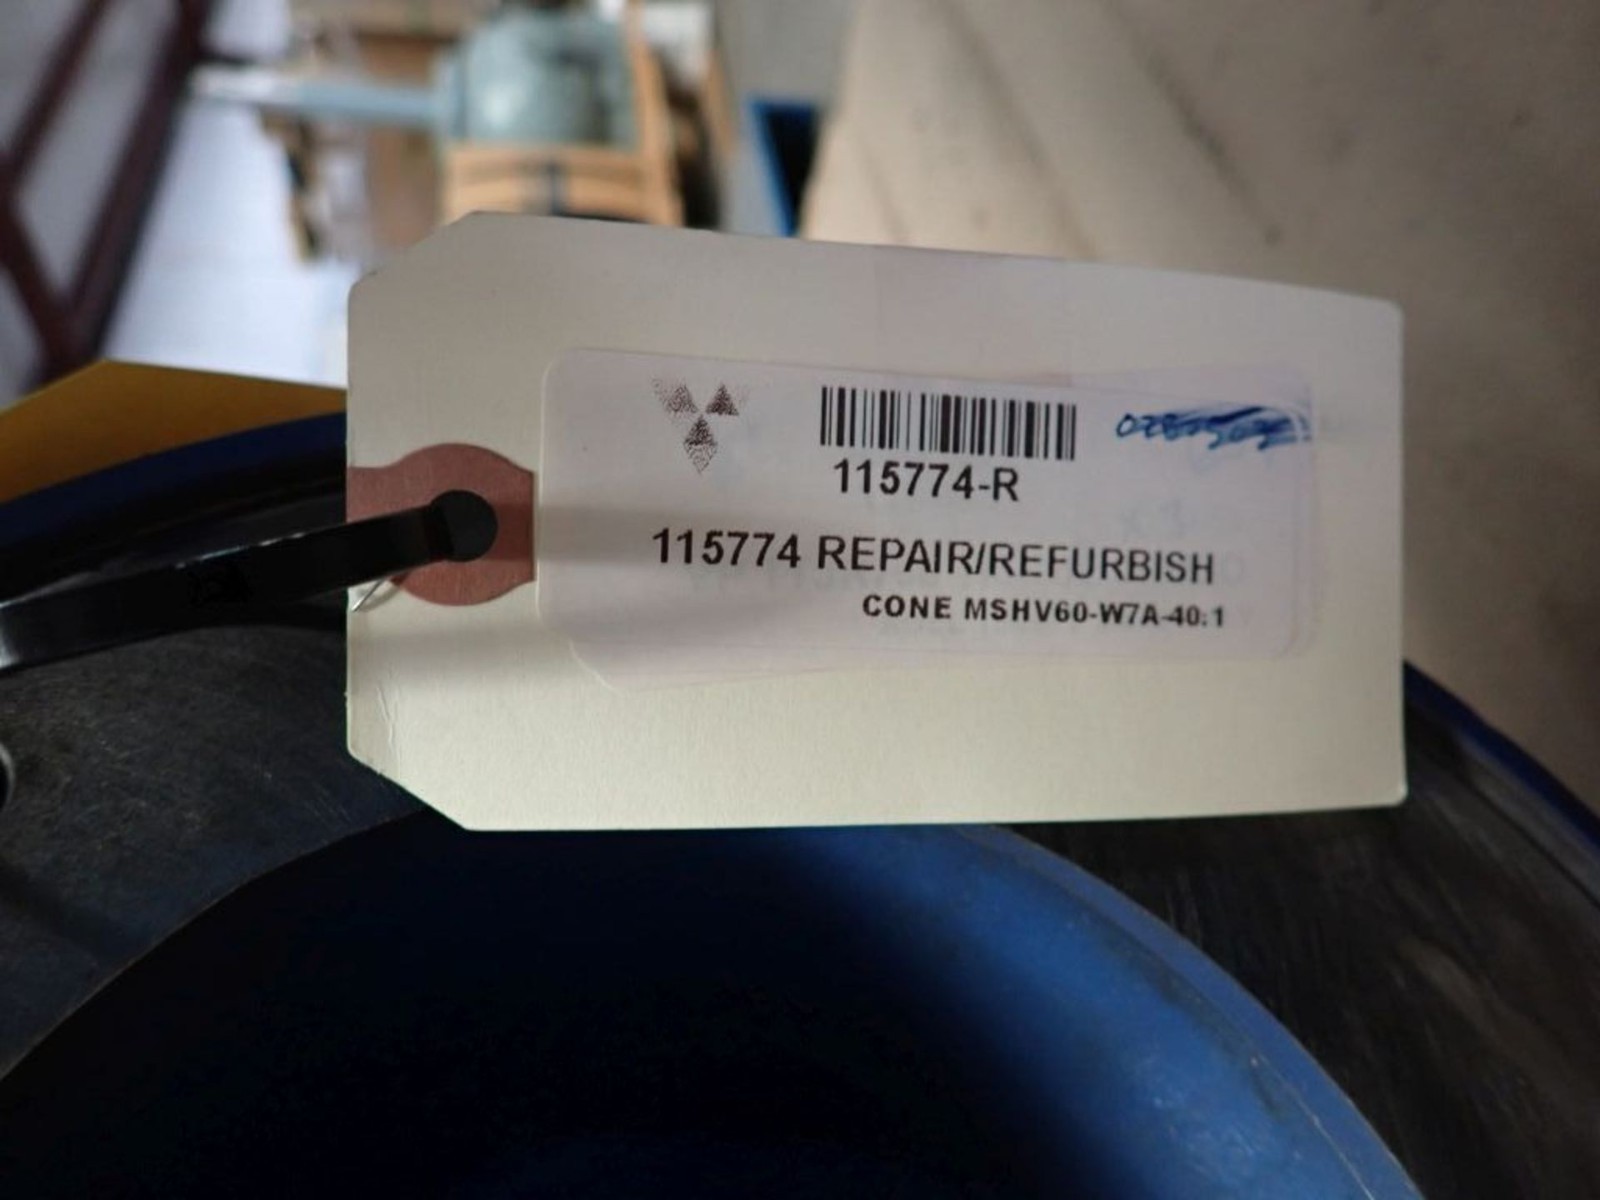 115774-R
115774 REPAIR/REFURBISH
CONE MSHV60-W7A-40:1